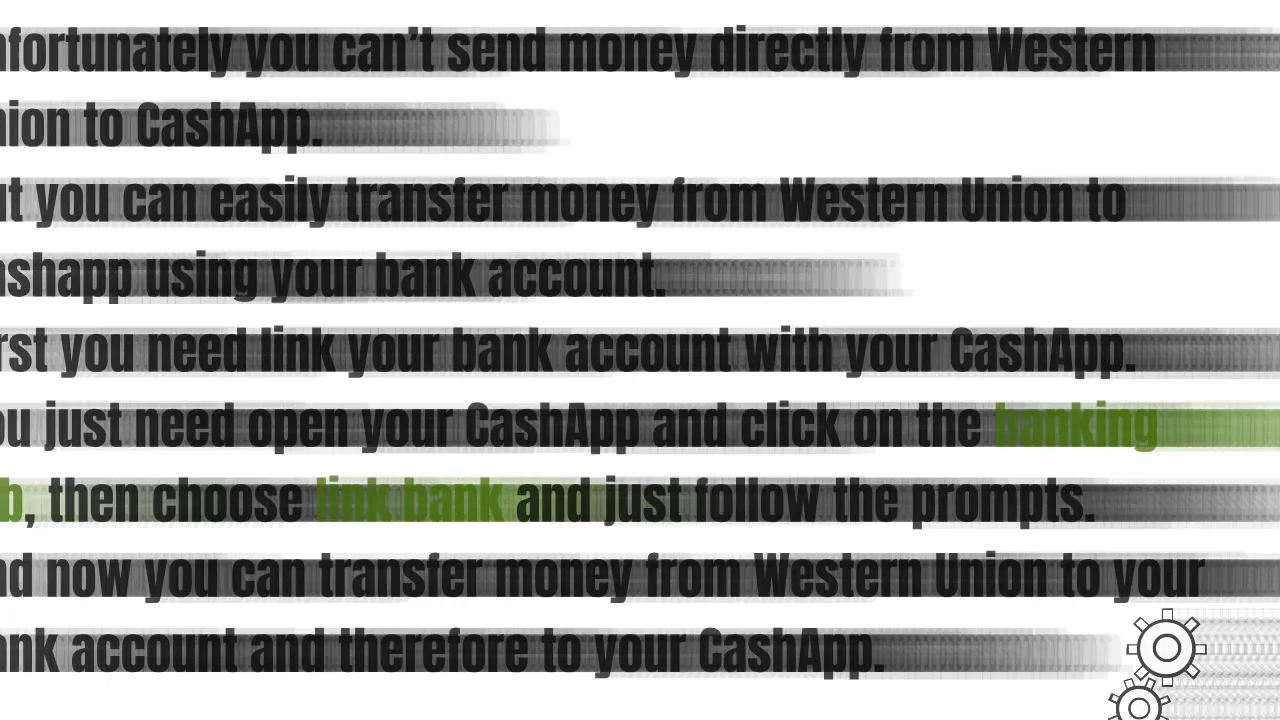 nfortunately you can't send money directly from Western
nion to CashApp.
ut you can easily transfer money from Western Union to
ashapp using your bank account.
rst you need link your bank account with your CashApp.
ou just need open your CashApp and click on the banking
b, then choose link bank and just follow the prompts.
nd now you can transfer money from Western Union to your
ank account and therefore to your CashApp.